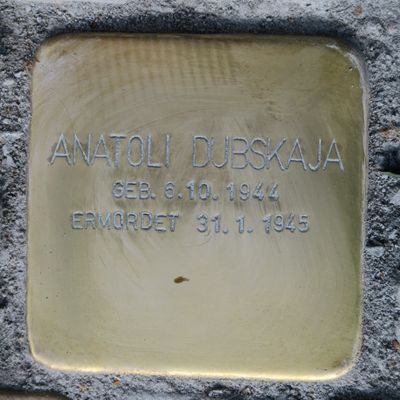 ANATOLI DUBSKAJA
GEB. 6.10.1944
ERMORDET 31.1.1945